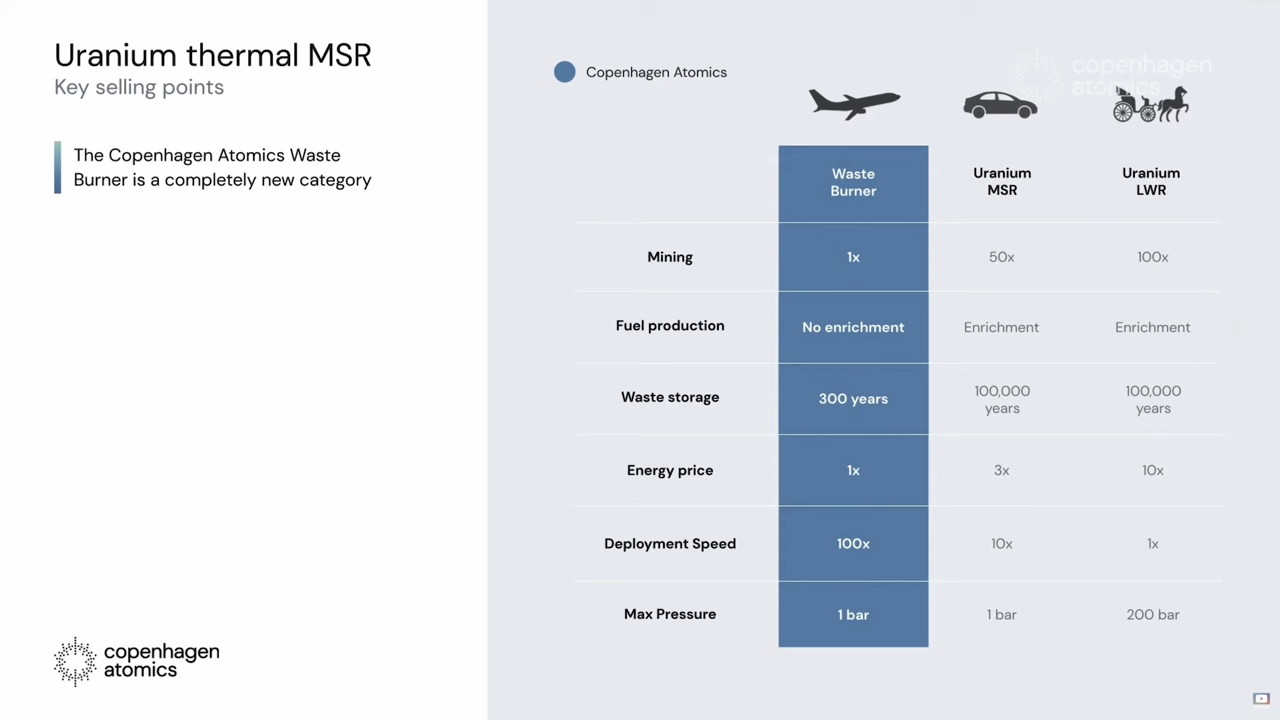 Uranium thermal MSR
Key selling points
The Copenhagen Atomics Waste
Burner is a completely new category
copenhagen
atomics
Copenhagen Atomics
copenhagen
atomics
Waste
Burner
Uranium
MSR
Uranium
LWR
Mining
1x
50x
100x
Fuel production
No enrichment
Enrichment
Enrichment
Waste storage
300 years
100,000
years
100,000
years
Energy price
1x
3x
10x
Deployment Speed
100x
10x
1x
Max Pressure
1 bar
1 bar
200 bar